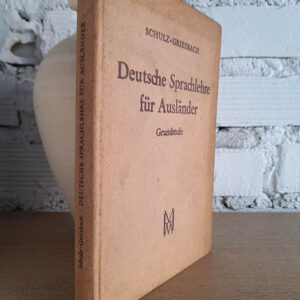 SCHULZ-GRIESBACH
Deutsche Sprachlehre
für Ausländer
Grundstufe
M
Schulz-Griesbach DEUTSCHE SPRACHLEHRE FÜR AUSLÄNDER